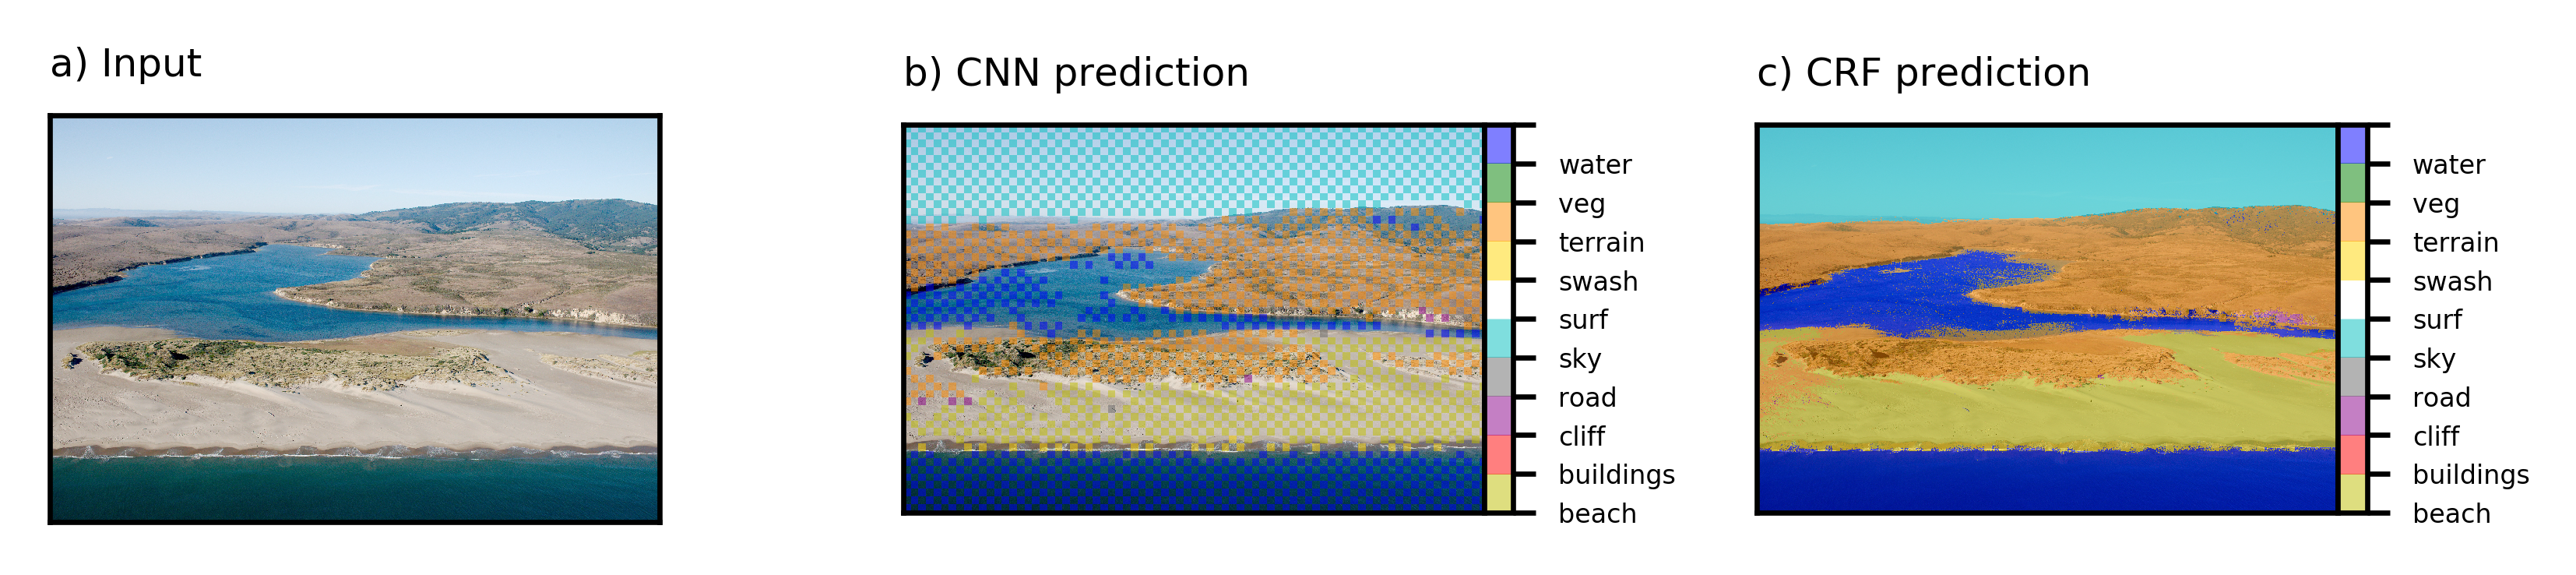 a) Input
b) CNN prediction
water
veg
terrain
swash
surf
sky
road
cliff
buildings
beach
c) CRF prediction
water
veg
terrain
swash
surf
sky
road
cliff
buildings
beach